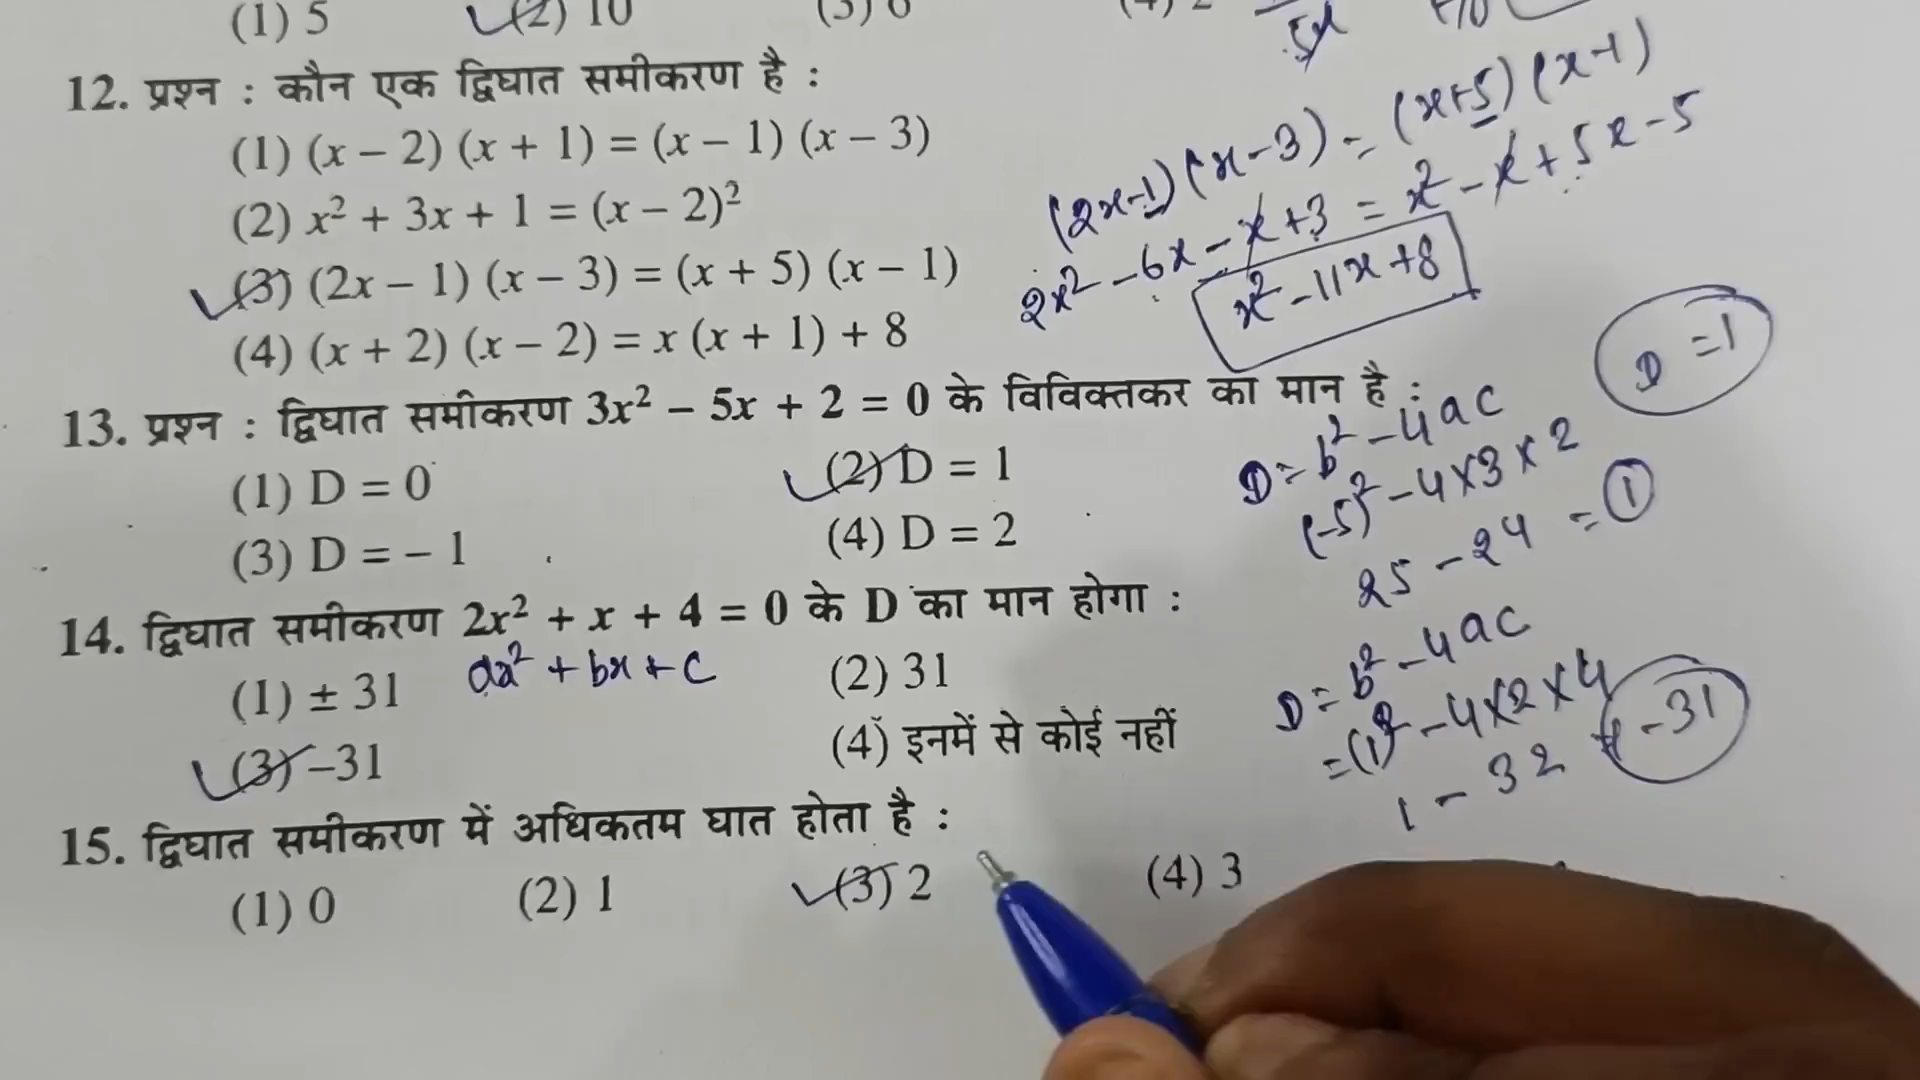 (1) 5 (2) 10
12. प्रश्न : कौन एक द्विघात समीकरण है :
(1) (x – 2) (x + 1) = (x – 1) (x – 3)
(2) x² + 3x + 1 = (x – 2)²
(3) (2x – 1) (x – 3) = (x + 5) (x – 1)
(4) (x + 2) (x – 2) = x (x + 1) + 8
(2x-1)(x-3) = (x+5)(x-1)
2x² - 6x - x + 3 = x² - x + 5x - 5
x² - 11x + 8
13. प्रश्न : द्विघात समीकरण 3x² – 5x + 2 = 0 के विविक्तकर का मान है :
(1) D = 0 (2) D = 1
(3) D = – 1 (4) D = 2
D = 1
D = b² - 4ac
(-5)² - 4×3×2
25 - 24 = 1
14. द्विघात समीकरण 2x² + x + 4 = 0 के D का मान होगा :
ax² + bx + c
(1) ± 31 (2) 31
(3) –31 (4) इनमें से कोई नहीं
D = b² - 4ac
= (1)² - 4×2×4
1 - 32 = -31
15. द्विघात समीकरण में अधिकतम घात होता है :
(1) 0 (2) 1 (3) 2 (4) 3